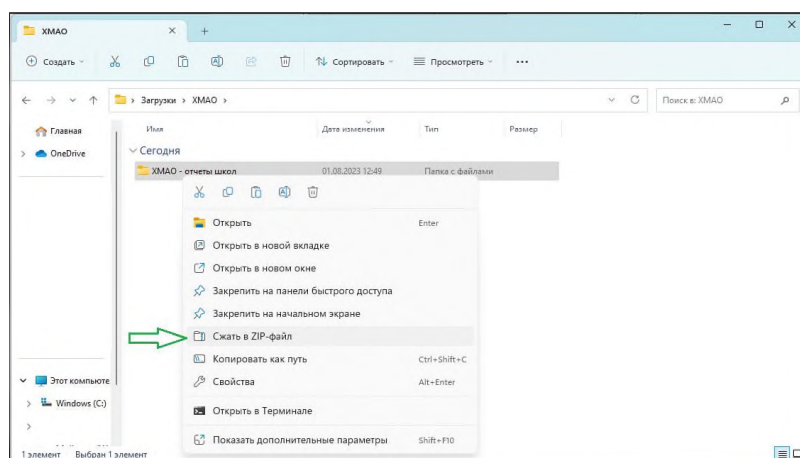 ХМАО
Создать
Сортировать
Просмотреть
Загрузки > ХМАО >
Поиск в: ХМАО
Главная
OneDrive
Имя Дата изменения Тип Размер
Сегодня
ХМАО - отчеты школ 01.08.2023 12:49 Папка с файлами
Открыть Enter
Открыть в новой вкладке
Открыть в новом окне
Закрепить на панели быстрого доступа
Закрепить на начальном экране
Сжать в ZIP-файл
Копировать как путь Ctrl+Shift+C
Свойства Alt+Enter
Открыть в Терминале
Показать дополнительные параметры Shift+F10
Этот компьюте
Windows (C:)
1 элемент Выбран 1 элемент